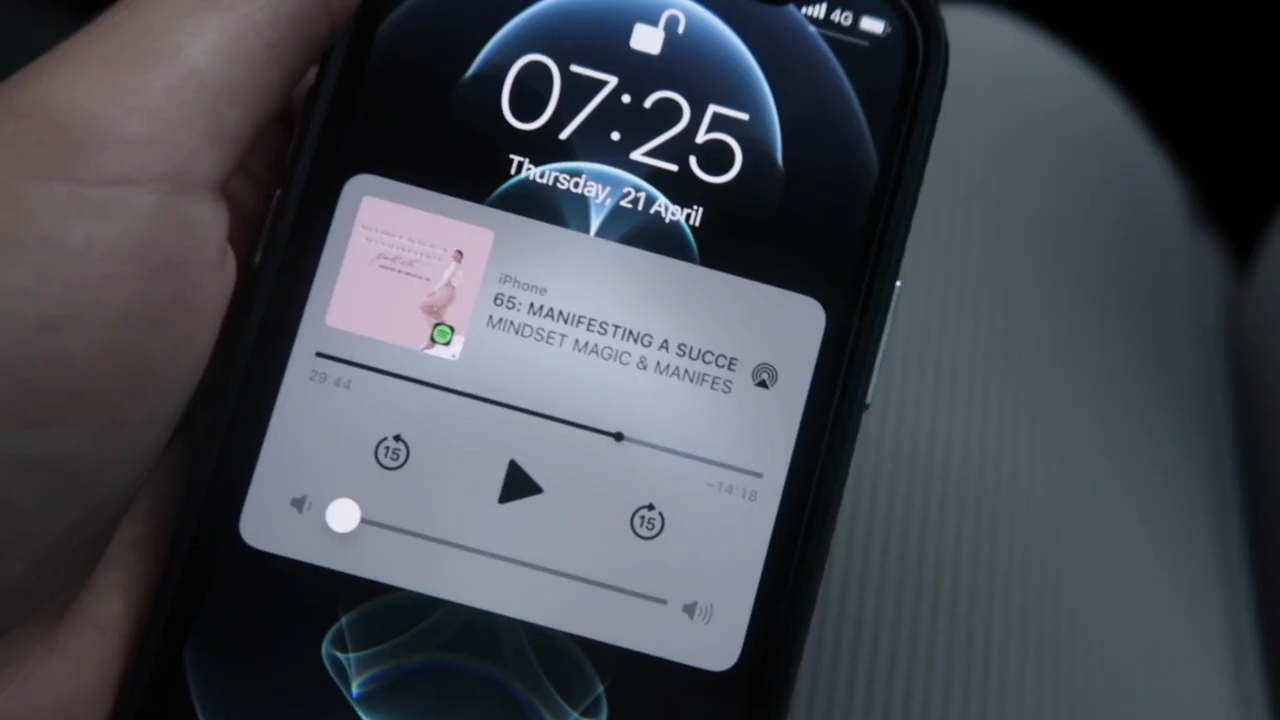 4G
07:25
Thursday, 21 April
iPhone
65: MANIFESTING A SUCCE
MINDSET MAGIC & MANIFES
29:44
-14:18
15
15